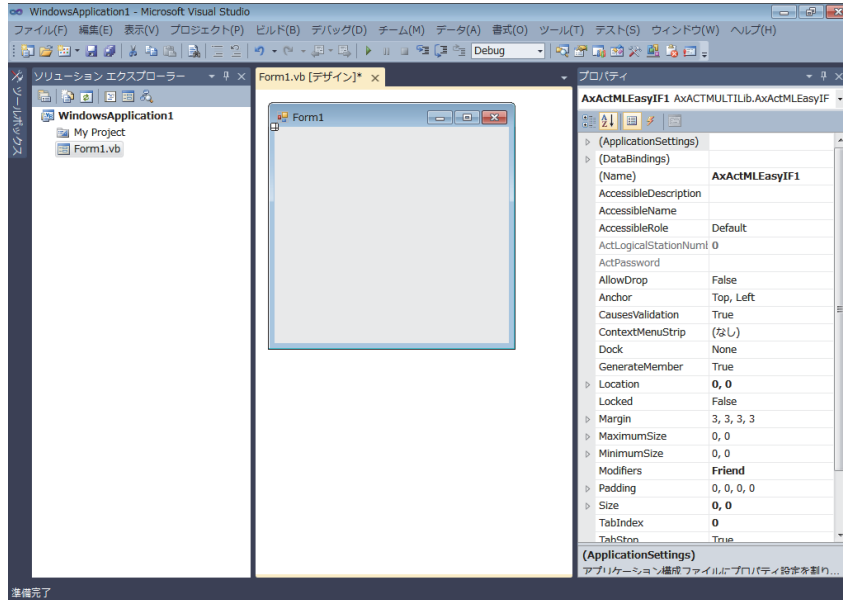 WindowsApplication1 - Microsoft Visual Studio
ファイル(F) 編集(E) 表示(V) プロジェクト(P) ビルド(B) デバッグ(D) チーム(M) データ(A) 書式(O) ツール(T) テスト(S) ウィンドウ(W) ヘルプ(H)
Debug
ツールボックス
ソリューション エクスプローラー
WindowsApplication1
My Project
Form1.vb
Form1.vb [デザイン]*
Form1
プロパティ
AxActMLEasyIF1 AxACTMULTILib.AxActMLEasyIF
(ApplicationSettings)
(DataBindings)
(Name) AxActMLEasyIF1
AccessibleDescription
AccessibleName
AccessibleRole Default
ActLogicalStationNuml 0
ActPassword
AllowDrop False
Anchor Top, Left
CausesValidation True
ContextMenuStrip (なし)
Dock None
GenerateMember True
Location 0, 0
Locked False
Margin 3, 3, 3, 3
MaximumSize 0, 0
MinimumSize 0, 0
Modifiers Friend
Padding 0, 0, 0, 0
Size 0, 0
TabIndex 0
TabStop True
(ApplicationSettings)
アプリケーション構成ファイルにプロパティ設定を割り...
準備完了